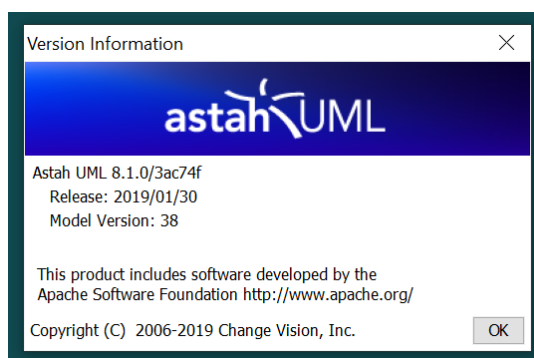 Version Information
astah UML
Astah UML 8.1.0/3ac74f
Release: 2019/01/30
Model Version: 38
This product includes software developed by the
Apache Software Foundation http://www.apache.org/
Copyright (C) 2006-2019 Change Vision, Inc.
OK